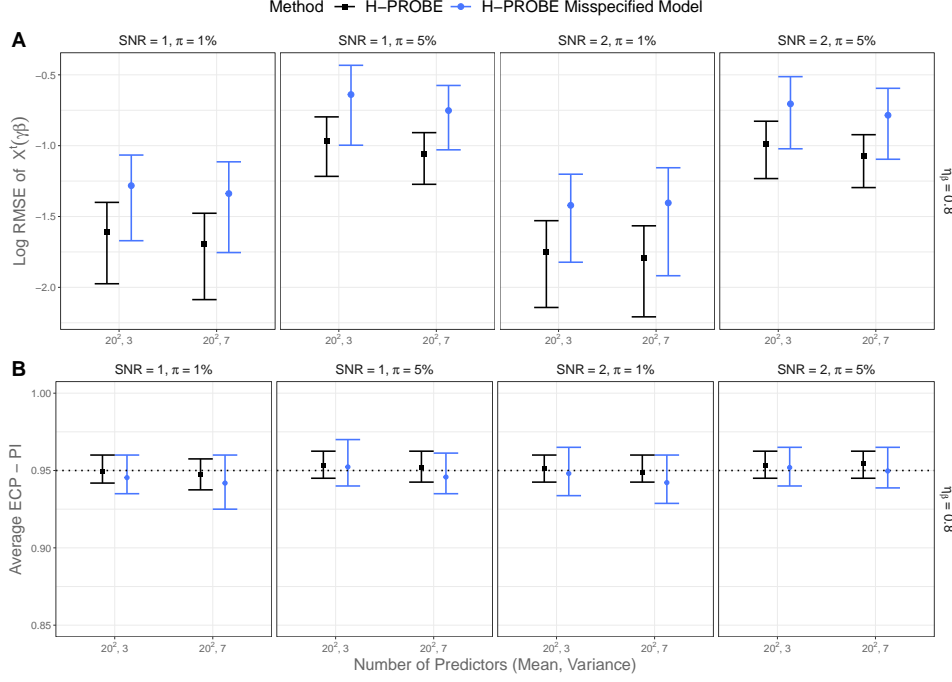 Method H−PROBE H−PROBE Misspecified Model
A
SNR = 1, π = 1% SNR = 1, π = 5% SNR = 2, π = 1% SNR = 2, π = 5%
Log RMSE of Xᵗ(γβ)
−0.5
−1.0
−1.5
−2.0
η_β = 0.8
20², 3 20², 7 20², 3 20², 7 20², 3 20², 7 20², 3 20², 7
B
SNR = 1, π = 1% SNR = 1, π = 5% SNR = 2, π = 1% SNR = 2, π = 5%
Average ECP − PI
1.00
0.95
0.90
0.85
η_β = 0.8
20², 3 20², 7 20², 3 20², 7 20², 3 20², 7 20², 3 20², 7
Number of Predictors (Mean, Variance)